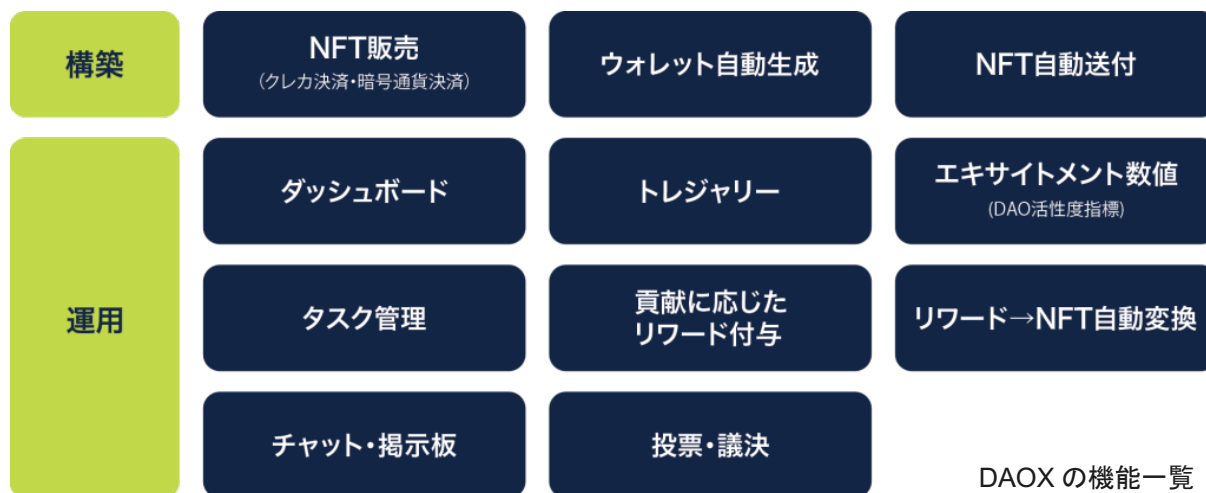 構築
NFT販売
(クレカ決済・暗号通貨決済)
ウォレット自動生成
NFT自動送付
運用
ダッシュボード
トレジャリー
エキサイトメント数値
(DAO活性度指標)
タスク管理
貢献に応じた
リワード付与
リワード→NFT自動変換
チャット・掲示板
投票・議決
DAOX の機能一覧